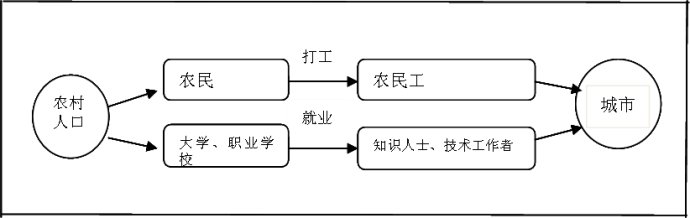 农村
人口
农民
打工
农民工
大学、职业学
校
就业
知识人士、技术工作者
城市